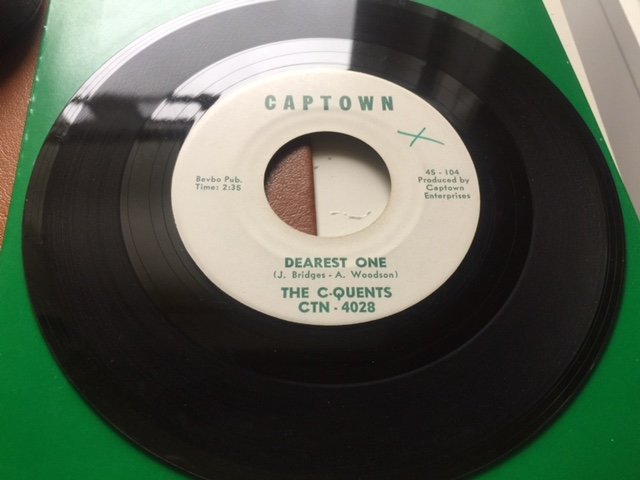 CAPTOWN
Bevbo Pub.
Time: 2:35
45 - 104
Produced by
Captown
Enterprises
DEAREST ONE
(J. Bridges - A. Woodson)
THE C-QUENTS
CTN - 4028